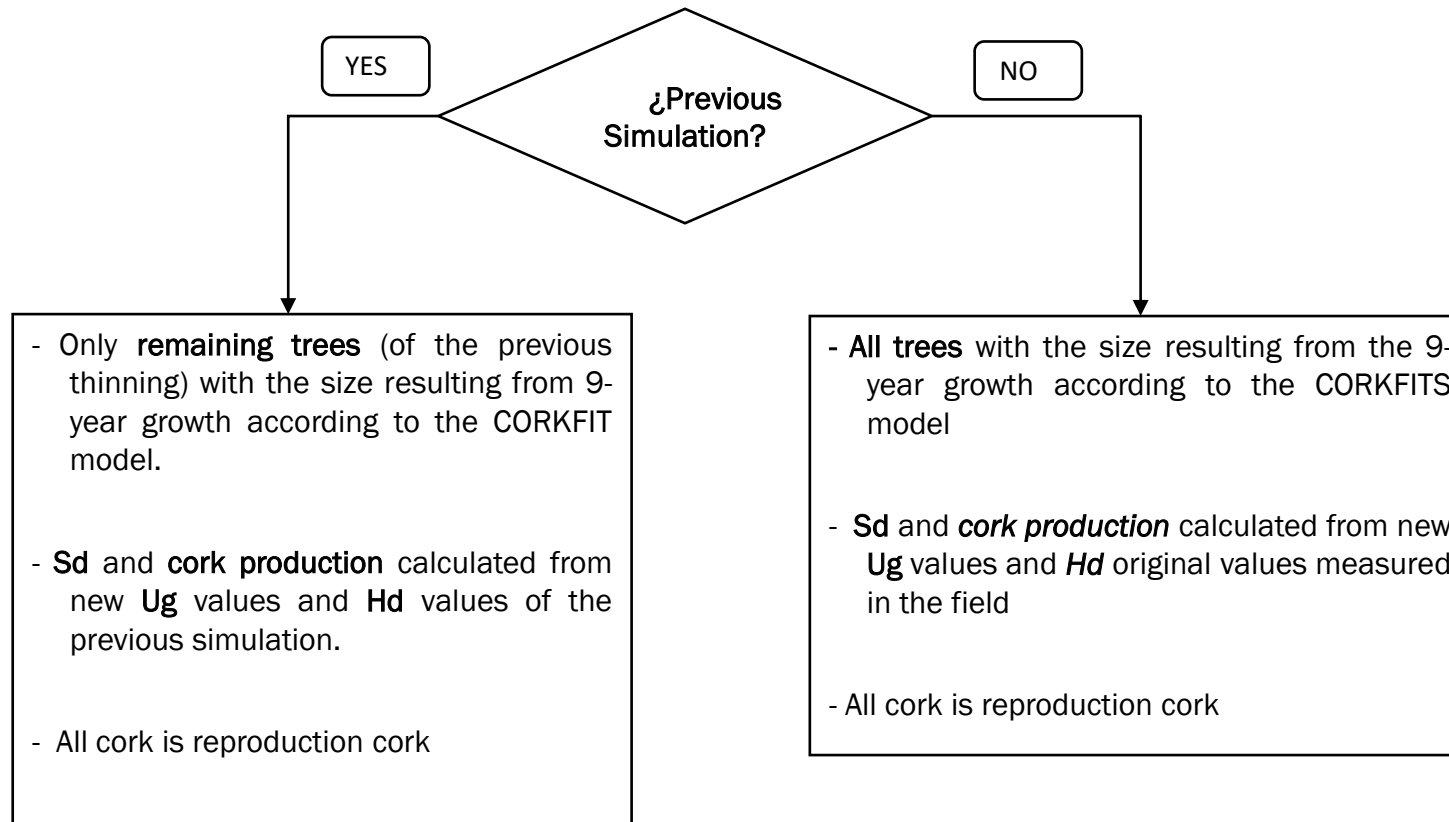 YES
NO
¿Previous
Simulation?
- Only remaining trees (of the previous
thinning) with the size resulting from 9-
year growth according to the CORKFIT
model.
- Sd and cork production calculated from
new Ug values and Hd values of the
previous simulation.
- All cork is reproduction cork
- All trees with the size resulting from the 9-
year growth according to the CORKFITS
model
- Sd and cork production calculated from new
Ug values and Hd original values measured
in the field
- All cork is reproduction cork